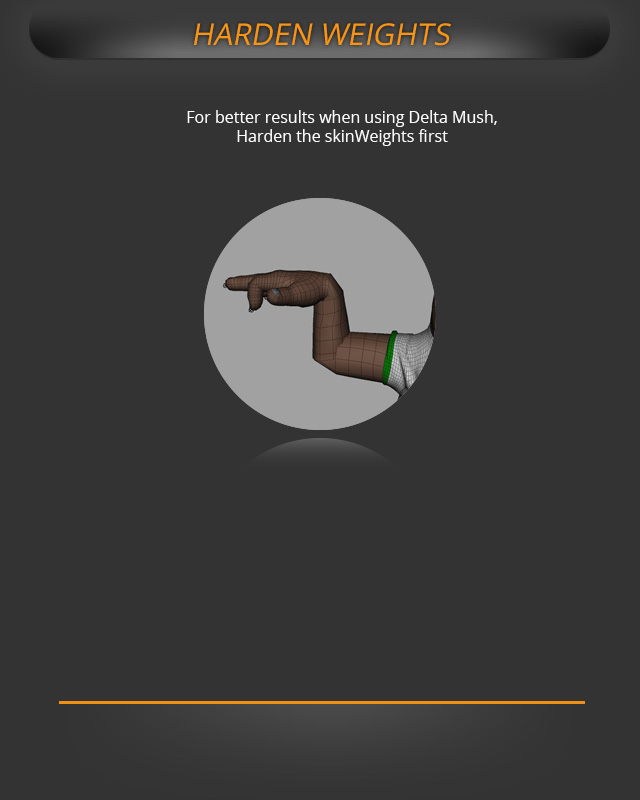 HARDEN WEIGHTS
For better results when using Delta Mush,
Harden the skinWeights first